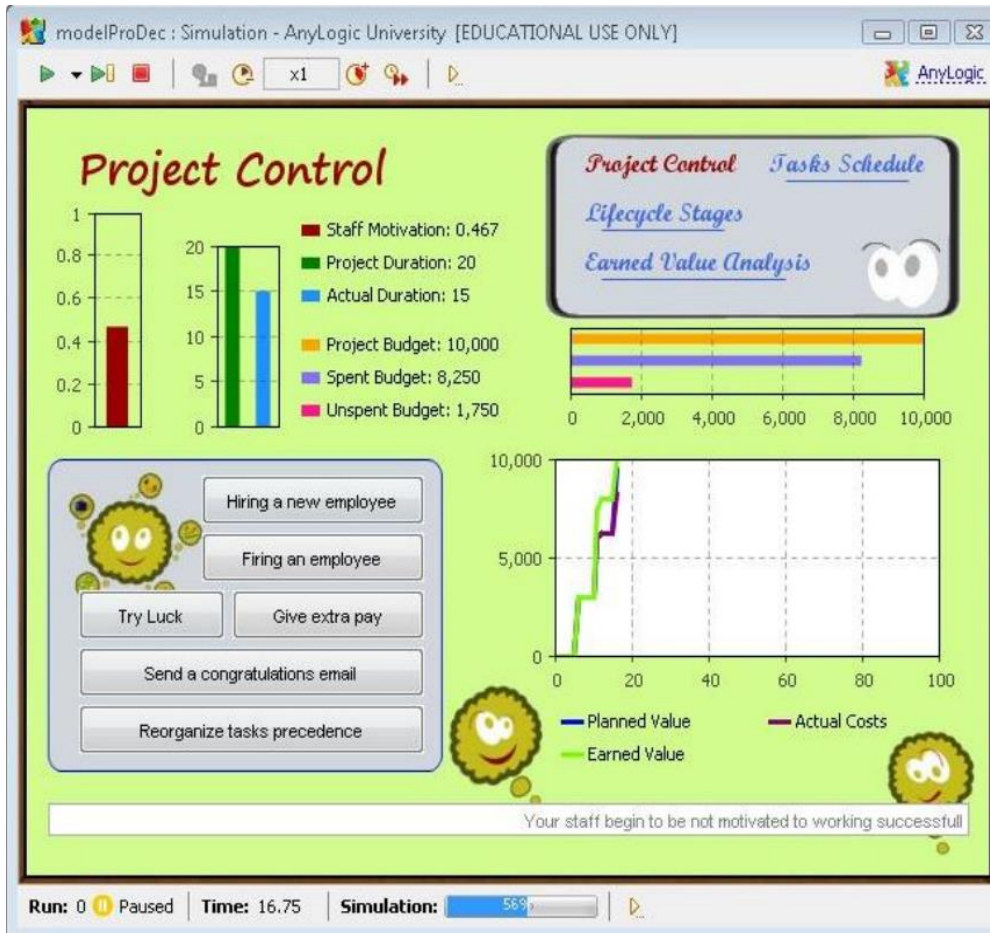 modelProDec : Simulation - AnyLogic University [EDUCATIONAL USE ONLY]
x1
AnyLogic
Project Control
Project Control Tasks Schedule
Lifecycle Stages
Earned Value Analysis
1
0.8
0.6
0.4
0.2
0
20
15
10
5
0
Staff Motivation: 0.467
Project Duration: 20
Actual Duration: 15
Project Budget: 10,000
Spent Budget: 8,250
Unspent Budget: 1,750
0 2,000 4,000 6,000 8,000 10,000
Hiring a new employee
Firing an employee
Try Luck Give extra pay
Send a congratulations email
Reorganize tasks precedence
10,000
5,000
0
0 20 40 60 80 100
Planned Value Actual Costs
Earned Value
Your staff begin to be not motivated to working successfull
Run: 0 Paused Time: 16.75 Simulation: 56%